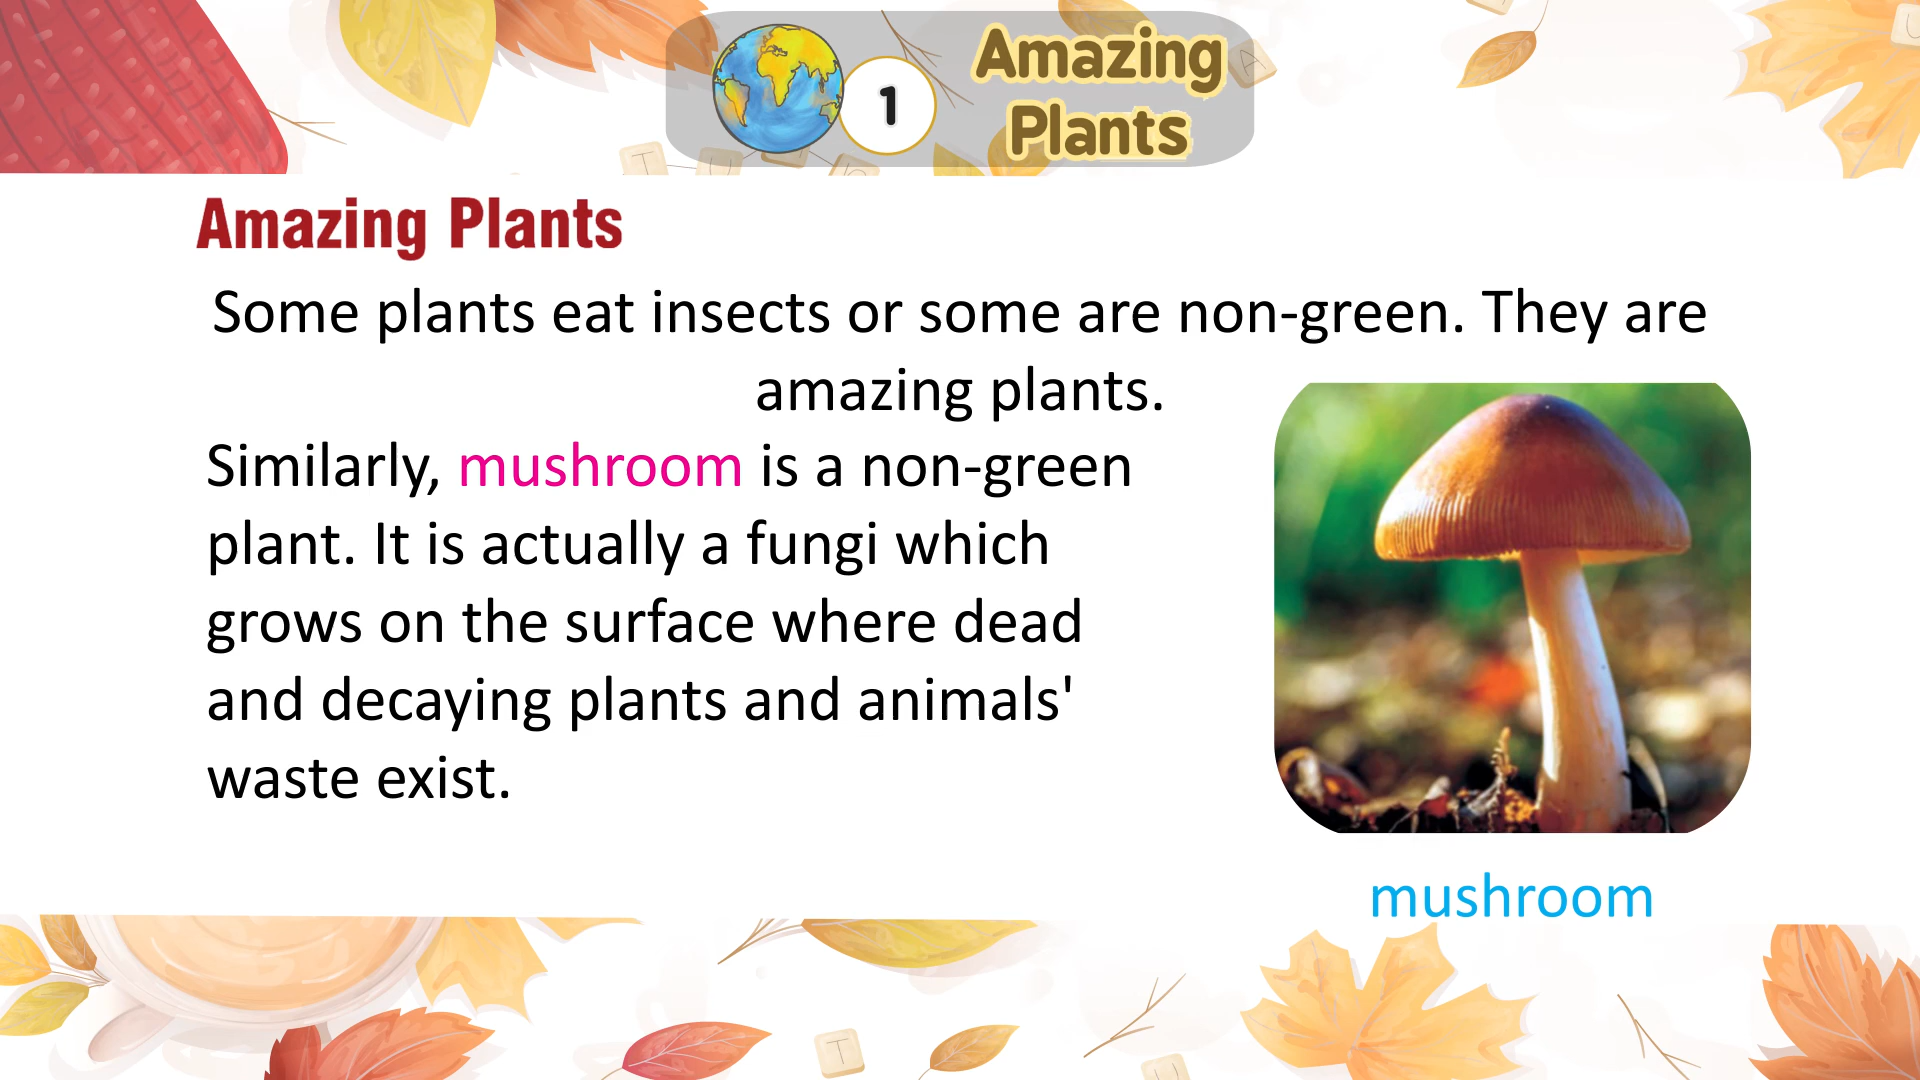 1
Amazing
Plants
Amazing Plants
Some plants eat insects or some are non-green. They are
amazing plants.
Similarly, mushroom is a non-green
plant. It is actually a fungi which
grows on the surface where dead
and decaying plants and animals'
waste exist.
mushroom
T